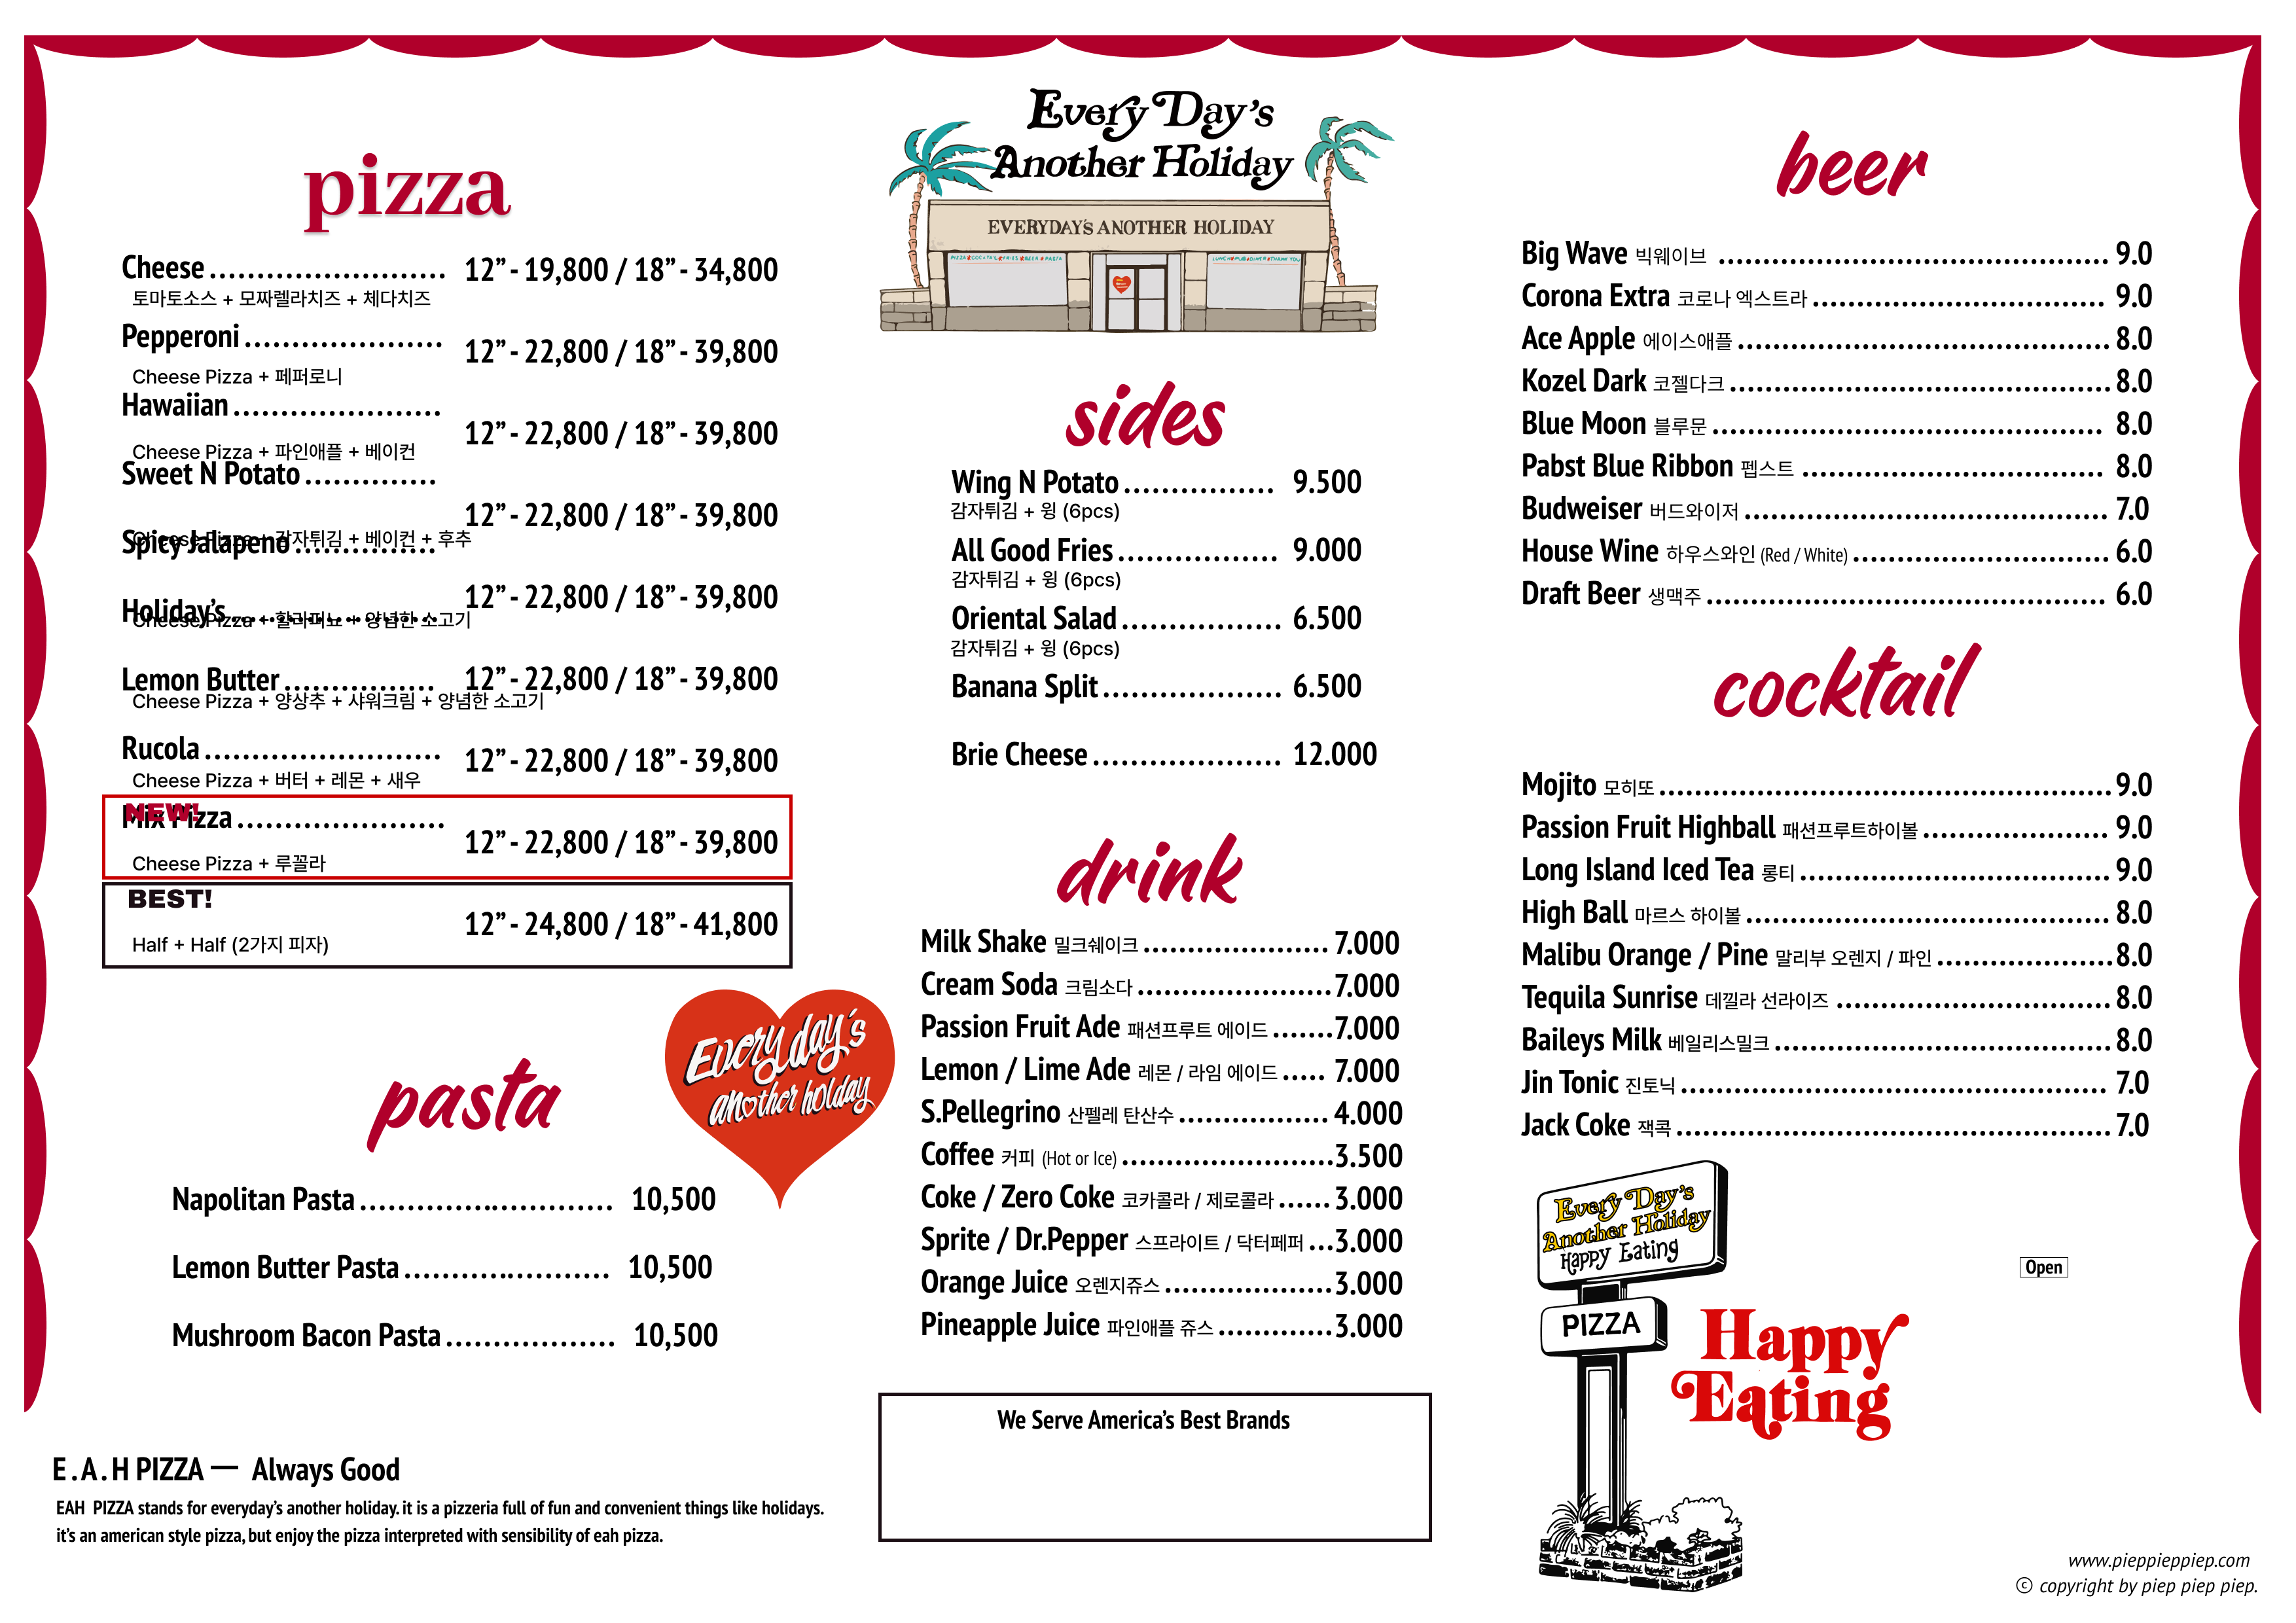 pizza
Cheese ......................... 12” - 19,800 / 18” - 34,800
토마토소스 + 모짜렐라치즈 + 체다치즈
Pepperoni ..................... 12” - 22,800 / 18” - 39,800
Cheese Pizza + 페퍼로니
Hawaiian ...................... 12” - 22,800 / 18” - 39,800
Cheese Pizza + 파인애플 + 베이컨
Sweet N Potato .............. 12” - 22,800 / 18” - 39,800
Cheese Pizza + 감자튀김 + 베이컨 + 후추
Spicy Jalapeno ............... 12” - 22,800 / 18” - 39,800
Cheese Pizza + 할라피뇨 + 양념한 소고기
Holiday’s ...................... 12” - 22,800 / 18” - 39,800
Cheese Pizza + 양상추 + 샤워크림 + 양념한 소고기
Lemon Butter ................ 12” - 22,800 / 18” - 39,800
Cheese Pizza + 버터 + 레몬 + 새우
Rucola ......................... 12” - 22,800 / 18” - 39,800
NEW!
Cheese Pizza + 루꼴라
Mix Pizza ...................... 12” - 24,800 / 18” - 41,800
BEST!
Half + Half (2가지 피자)
Every day's
another holday
pasta
Napolitan Pasta ........................... 10,500
Lemon Butter Pasta ...................... 10,500
Mushroom Bacon Pasta .................. 10,500
E . A . H PIZZA — Always Good
EAH PIZZA stands for everyday’s another holiday. it is a pizzeria full of fun and convenient things like holidays.
it’s an american style pizza, but enjoy the pizza interpreted with sensibility of eah pizza.
Every Day’s
Another Holiday
EVERYDAY'S ANOTHER HOLIDAY
sides
Wing N Potato ................ 9.500
감자튀김 + 윙 (6pcs)
All Good Fries ................. 9.000
감자튀김 + 윙 (6pcs)
Oriental Salad ................. 6.500
감자튀김 + 윙 (6pcs)
Banana Split ................... 6.500
Brie Cheese .................... 12.000
drink
Milk Shake 밀크쉐이크 ..................... 7.000
Cream Soda 크림소다 ...................... 7.000
Passion Fruit Ade 패션프루트 에이드 ....... 7.000
Lemon / Lime Ade 레몬 / 라임 에이드 ..... 7.000
S.Pellegrino 산펠레 탄산수 ................. 4.000
Coffee 커피 (Hot or Ice) ........................ 3.500
Coke / Zero Coke 코카콜라 / 제로콜라 ...... 3.000
Sprite / Dr.Pepper 스프라이트 / 닥터페퍼 ... 3.000
Orange Juice 오렌지쥬스 ................... 3.000
Pineapple Juice 파인애플 쥬스 ............. 3.000
We Serve America’s Best Brands
beer
Big Wave 빅웨이브 ............................................ 9.0
Corona Extra 코로나 엑스트라 ................................. 9.0
Ace Apple 에이스애플 .......................................... 8.0
Kozel Dark 코젤다크 ........................................... 8.0
Blue Moon 블루문 ............................................ 8.0
Pabst Blue Ribbon 펩스트 .................................. 8.0
Budweiser 버드와이저 ......................................... 7.0
House Wine 하우스와인 (Red / White) ............................. 6.0
Draft Beer 생맥주 ............................................. 6.0
cocktail
Mojito 모히또 ................................................... 9.0
Passion Fruit Highball 패션프루트하이볼 ..................... 9.0
Long Island Iced Tea 롱티 ................................... 9.0
High Ball 마르스 하이볼 ......................................... 8.0
Malibu Orange / Pine 말리부 오렌지 / 파인 .................... 8.0
Tequila Sunrise 데낄라 선라이즈 ............................... 8.0
Baileys Milk 베일리스밀크 ...................................... 8.0
Jin Tonic 진토닉 ................................................ 7.0
Jack Coke 잭콕 ................................................. 7.0
Every Day's
Another Holiday
Happy Eating
PIZZA
Happy
Eating
Open
www.pieppieppiep.com
ⓒ copyright by piep piep piep.